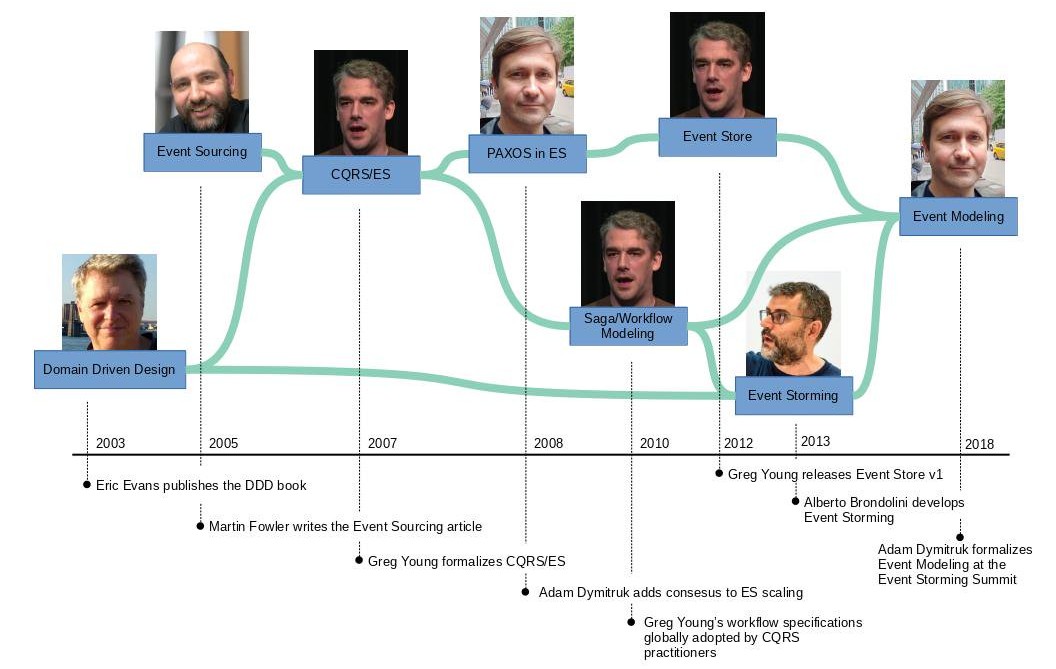 Event Sourcing
CQRS/ES
PAXOS in ES
Event Store
Event Modeling
Saga/Workflow
Modeling
Domain Driven Design
Event Storming
2003
2005
2007
2008
2010
2012
2013
2018
Eric Evans publishes the DDD book
Martin Fowler writes the Event Sourcing article
Greg Young formalizes CQRS/ES
Adam Dymitruk adds consesus to ES scaling
Greg Young's workflow specifications
globally adopted by CQRS
practitioners
Greg Young releases Event Store v1
Alberto Brondolini develops
Event Storming
Adam Dymitruk formalizes
Event Modeling at the
Event Storming Summit